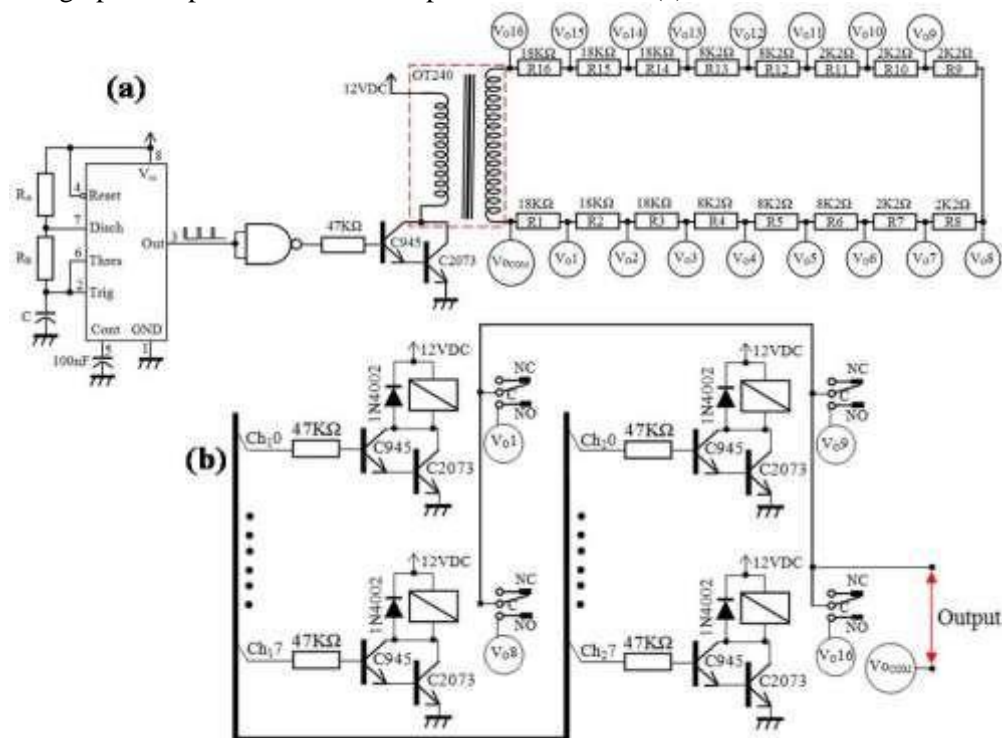 Vo16 Vo15 Vo14 Vo13 Vo12 Vo11 Vo10 Vo9
18KΩ 18KΩ 18KΩ 8K2Ω 8K2Ω 2K2Ω 2K2Ω 2K2Ω
R16 R15 R14 R13 R12 R11 R10 R9
OT240
12VDC
(a)
8
Reset
4
RA
7
Disch
RB
6
Thres
Out
3
2
Trig
C
Cont GND
5
1
100nF
47KΩ
C945
C2073
18KΩ 18KΩ 18KΩ 8K2Ω 8K2Ω 8K2Ω 2K2Ω 2K2Ω
R1 R2 R3 R4 R5 R6 R7 R8
VoCOM Vo1 Vo2 Vo3 Vo4 Vo5 Vo6 Vo7 Vo8
12VDC
1N4002
NC
C
NO
Vo1
Ch10
47KΩ
C945
C2073
12VDC
1N4002
NC
C
NO
Vo9
Ch20
47KΩ
C945
C2073
(b)
12VDC
1N4002
NC
C
NO
Vo8
Ch17
47KΩ
C945
C2073
12VDC
1N4002
NC
C
NO
Vo16
Ch27
47KΩ
C945
C2073
Output
VoCOM